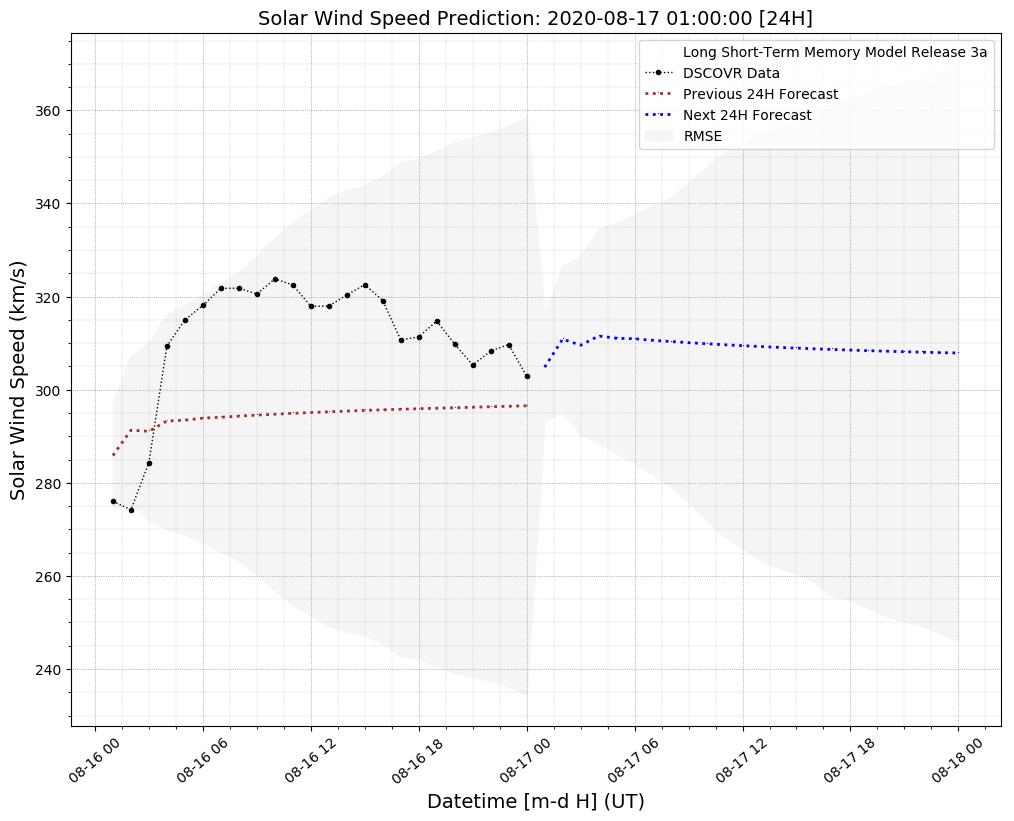 Solar Wind Speed Prediction: 2020-08-17 01:00:00 [24H]
Long Short-Term Memory Model Release 3a
DSCOVR Data
Previous 24H Forecast
Next 24H Forecast
RMSE
Solar Wind Speed (km/s)
360
340
320
300
280
260
240
08-16 00
08-16 06
08-16 12
08-16 18
08-17 00
08-17 06
08-17 12
08-17 18
08-18 00
Datetime [m-d H] (UT)